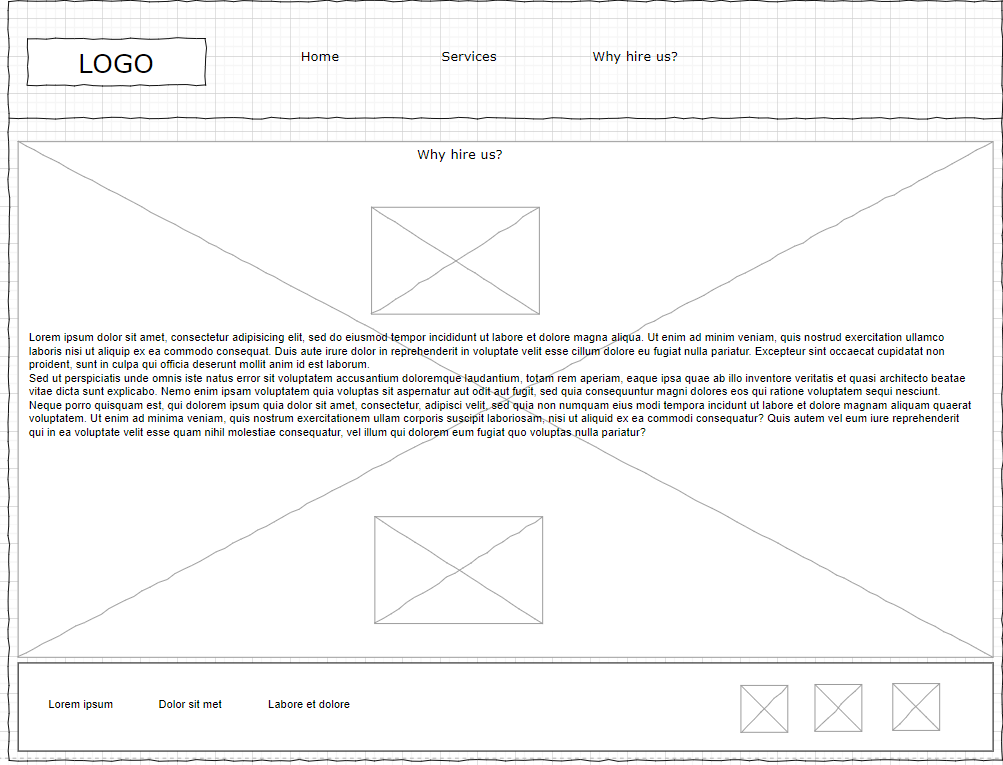 LOGO
Home
Services
Why hire us?
Why hire us?
Lorem ipsum dolor sit amet, consectetur adipisicing elit, sed do eiusmod tempor incididunt ut labore et dolore magna aliqua. Ut enim ad minim veniam, quis nostrud exercitation ullamco
laboris nisi ut aliquip ex ea commodo consequat. Duis aute irure dolor in reprehenderit in voluptate velit esse cillum dolore eu fugiat nulla pariatur. Excepteur sint occaecat cupidatat non
proident, sunt in culpa qui officia deserunt mollit anim id est laborum.
Sed ut perspiciatis unde omnis iste natus error sit voluptatem accusantium doloremque laudantium, totam rem aperiam, eaque ipsa quae ab illo inventore veritatis et quasi architecto beatae
vitae dicta sunt explicabo. Nemo enim ipsam voluptatem quia voluptas sit aspernatur aut odit aut fugit, sed quia consequuntur magni dolores eos qui ratione voluptatem sequi nesciunt.
Neque porro quisquam est, qui dolorem ipsum quia dolor sit amet, consectetur, adipisci velit, sed quia non numquam eius modi tempora incidunt ut labore et dolore magnam aliquam quaerat
voluptatem. Ut enim ad minima veniam, quis nostrum exercitationem ullam corporis suscipit laboriosam, nisi ut aliquid ex ea commodi consequatur? Quis autem vel eum iure reprehenderit
qui in ea voluptate velit esse quam nihil molestiae consequatur, vel illum qui dolorem eum fugiat quo voluptas nulla pariatur?
Lorem ipsum
Dolor sit met
Labore et dolore